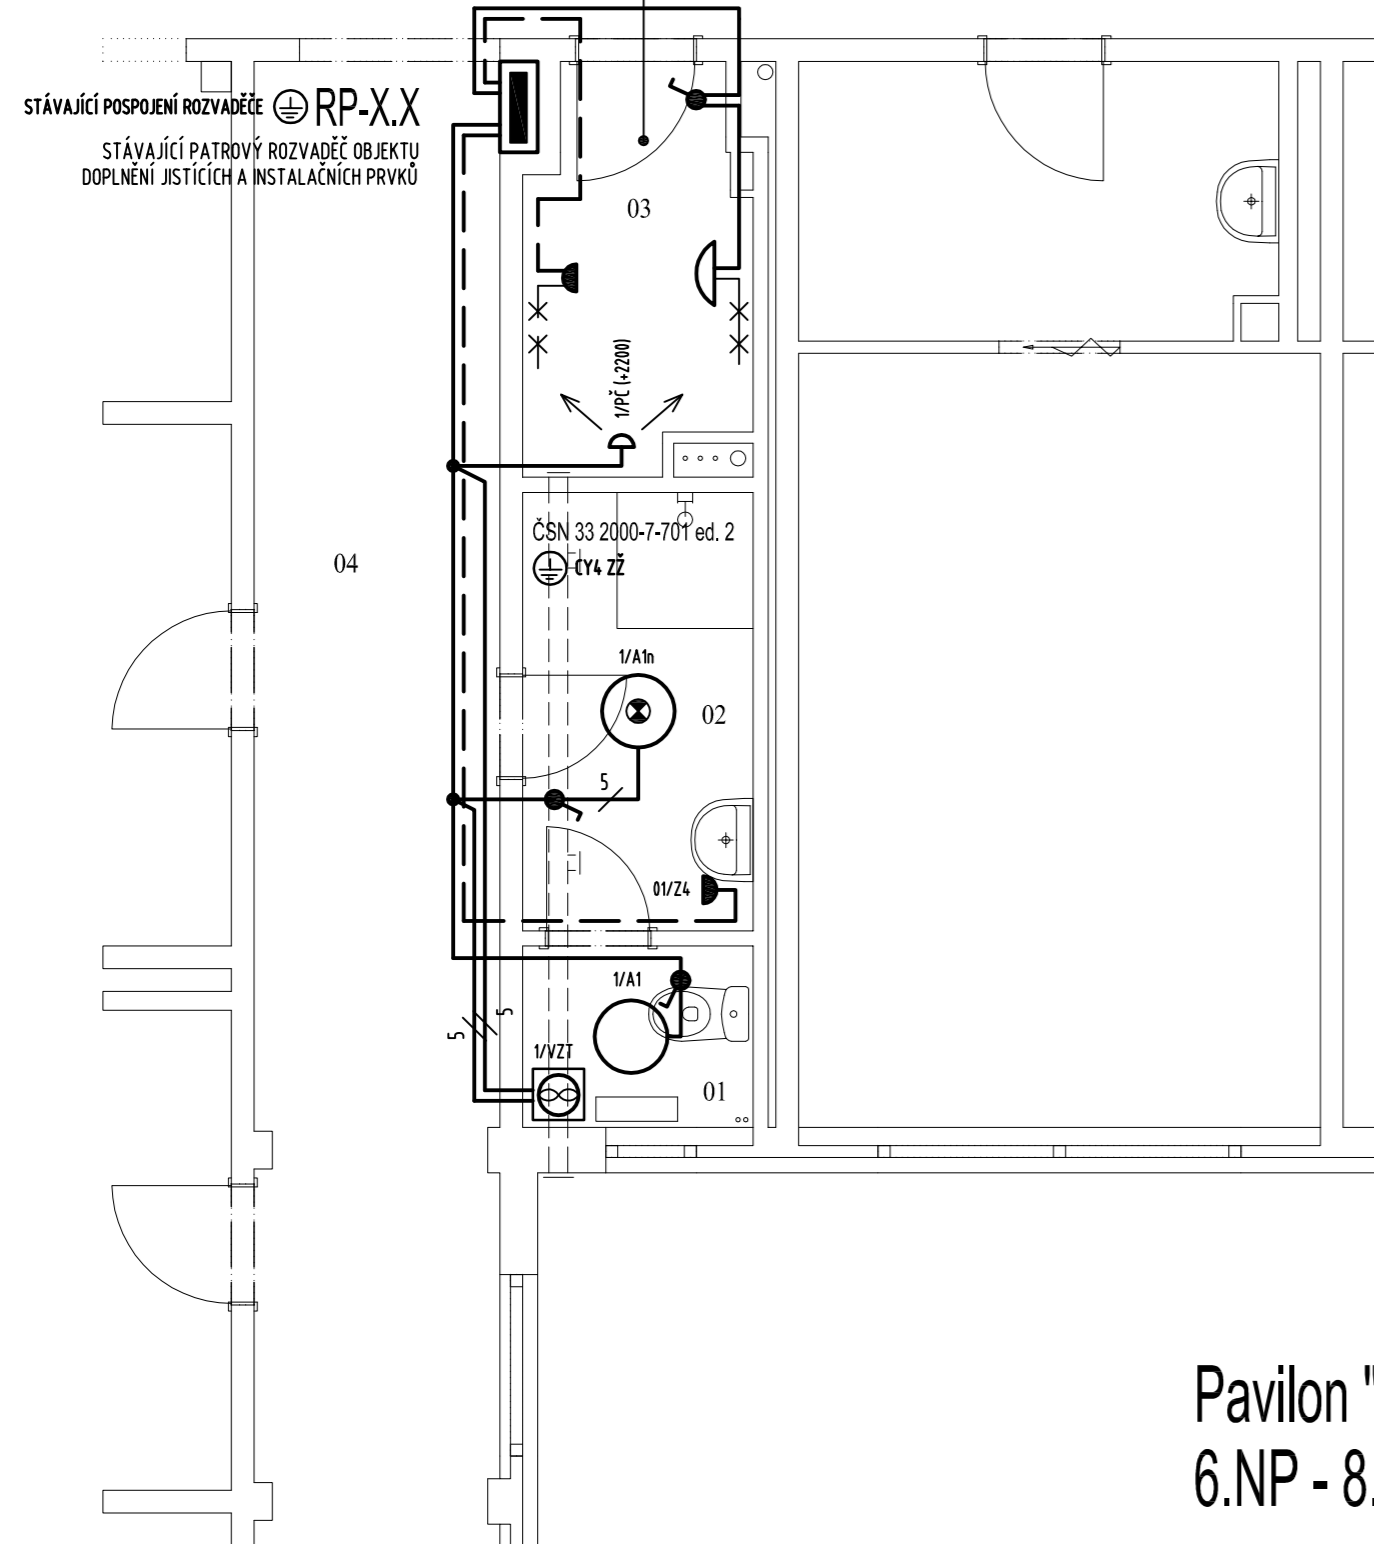 STÁVAJÍCÍ POSPOJENÍ ROZVADĚČE RP-X.X
STÁVAJÍCÍ PATROVÝ ROZVADĚČ OBJEKTU
DOPLNĚNÍ JISTÍCÍCH A INSTALAČNÍCH PRVKŮ
03
1/PČ (+2200)
ČSN 33 2000-7-701 ed. 2
CY4 ZŽ
04
1/A1n
02
5
01/Z4
1/A1
5
5
1/VZT
01
Pavilon "
6.NP - 8.